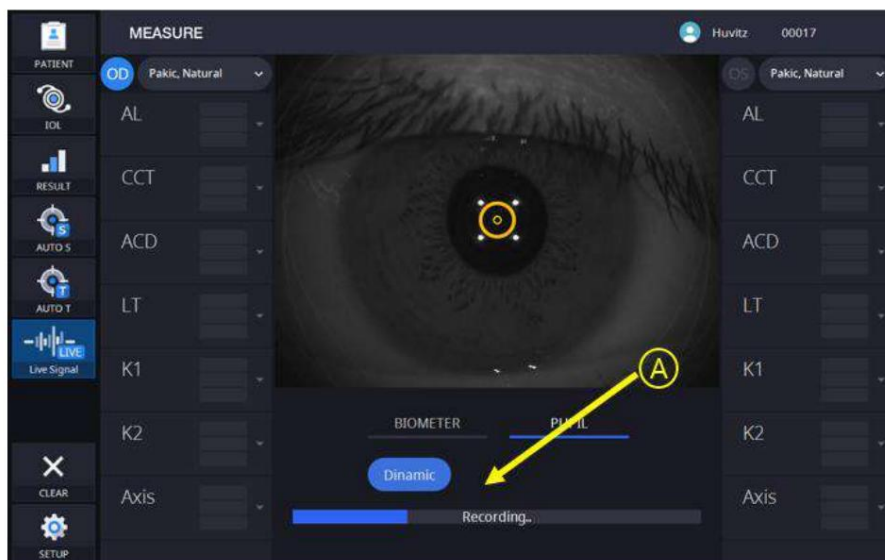 MEASURE
Huvitz 00017
PATIENT
IOL
RESULT
AUTO S
S
AUTO T
T
LIVE
Live Signal
CLEAR
SETUP
OD Pakic, Natural
AL
CCT
ACD
LT
K1
K2
Axis
A
BIOMETER PUPIL
Dinamic
Recording..
OS Pakic, Natural
AL
CCT
ACD
LT
K1
K2
Axis